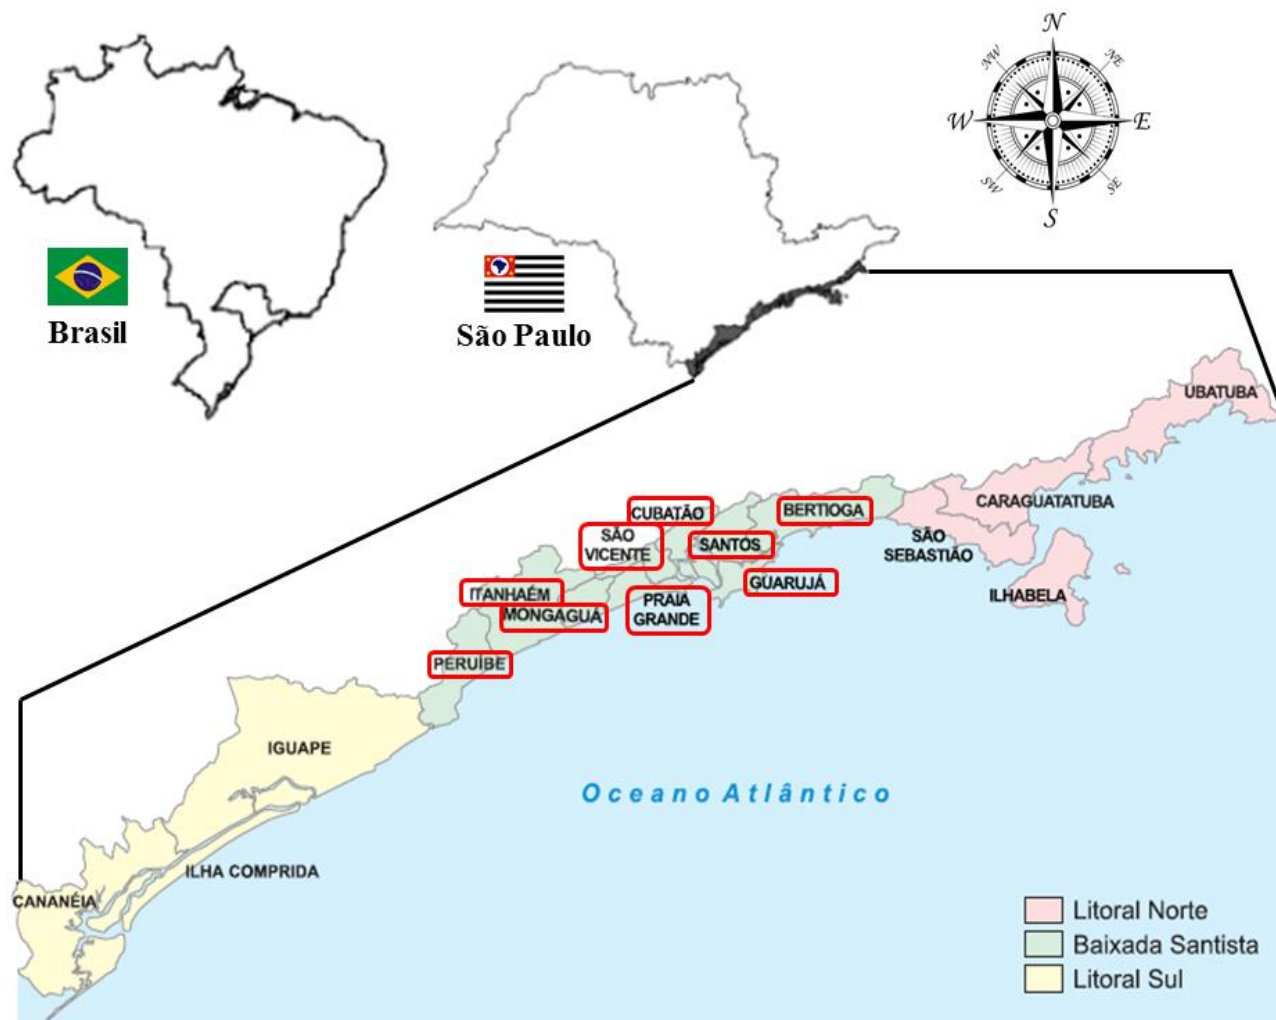 N
NW
NE
W
E
SW
SE
S
Brasil
São Paulo
UBATUBA
CARAGUATATUBA
BERTIOGA
CUBATÃO
SÃO
VICENTE
SANTOS
SÃO
SEBASTIÃO
GUARUJÁ
ILHABELA
ITANHAÉM
PRAIA
GRANDE
MONGAGUÁ
PERUÍBE
IGUAPE
Oceano Atlântico
ILHA COMPRIDA
CANANÉIA
Litoral Norte
Baixada Santista
Litoral Sul